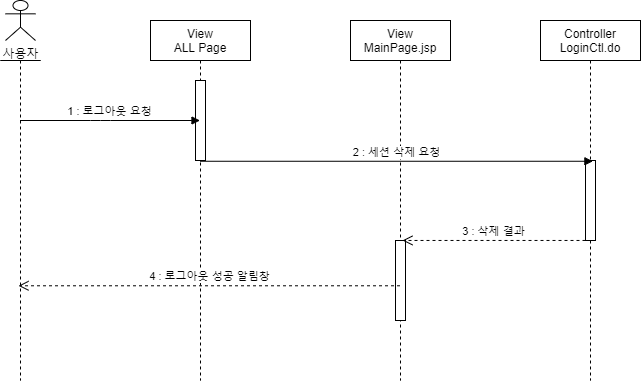 사용자
View
ALL Page
View
MainPage.jsp
Controller
LoginCtl.do
1 : 로그아웃 요청
2 : 세션 삭제 요청
3 : 삭제 결과
4 : 로그아웃 성공 알림창